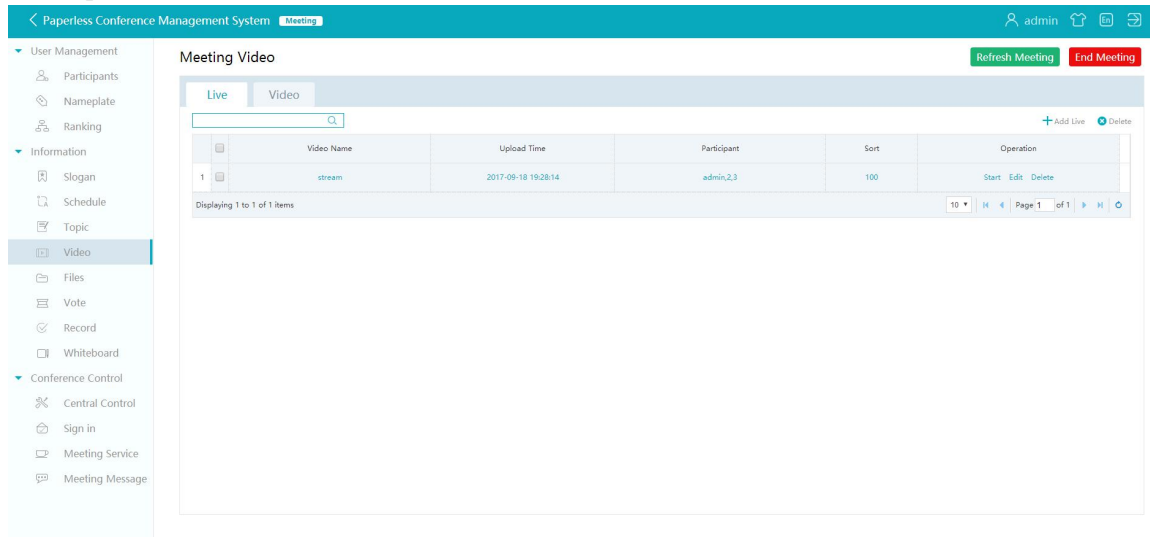 Paperless Conference Management System Meeting
admin En
User Management
Participants
Nameplate
Ranking
Information
Slogan
Schedule
Topic
Video
Files
Vote
Record
Whiteboard
Conference Control
Central Control
Sign in
Meeting Service
Meeting Message
Meeting Video
Refresh Meeting End Meeting
Live Video
Add Live Delete
Video Name Upload Time Participant Sort Operation
1 stream 2017-09-18 19:28:14 admin,2,3 100 Start Edit Delete
Displaying 1 to 1 of 1 items 10 Page 1 of 1